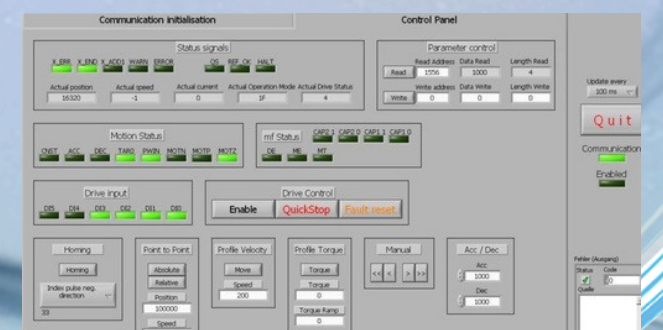 Communication initialisation
Control Panel
Status signals
X_ERR X_END X_ADD1 WARN ERROR QS REF_OK HALT
Actual position Actual speed Actual current Actual Operation Mode Actual Drive Status
16320 -1 0 1F 4
Parameter control
Read Address Data Read Length Read
Read 1556 1000 4
Write address Data Write Length Write
Write 0 0 0
Update every
100 ms
Quit
Communication
Enabled
Motion Status
CNST ACC DEC TARQ PWIN MOTN MOTP MOTZ
mf Status CAP2 1 CAP2 0 CAP1 1 CAP1 0
DE ME MT
Drive input
DI5 DI4 DI3 DI2 DI1 DI0
Drive Control
Enable QuickStop Fault reset
Homing
Homing
Index pulse neg. direction
33
Point to Point
Absolute
Relative
Position
100000
Speed
Profile Velocity
Move
Speed
200
Profile Torque
Torque
Torque
0
Torque Ramp
0
Manual
<< < > >>
Acc / Dec
Acc
1000
Dec
1000
Fehler (Ausgang)
Status Code
0
Quelle